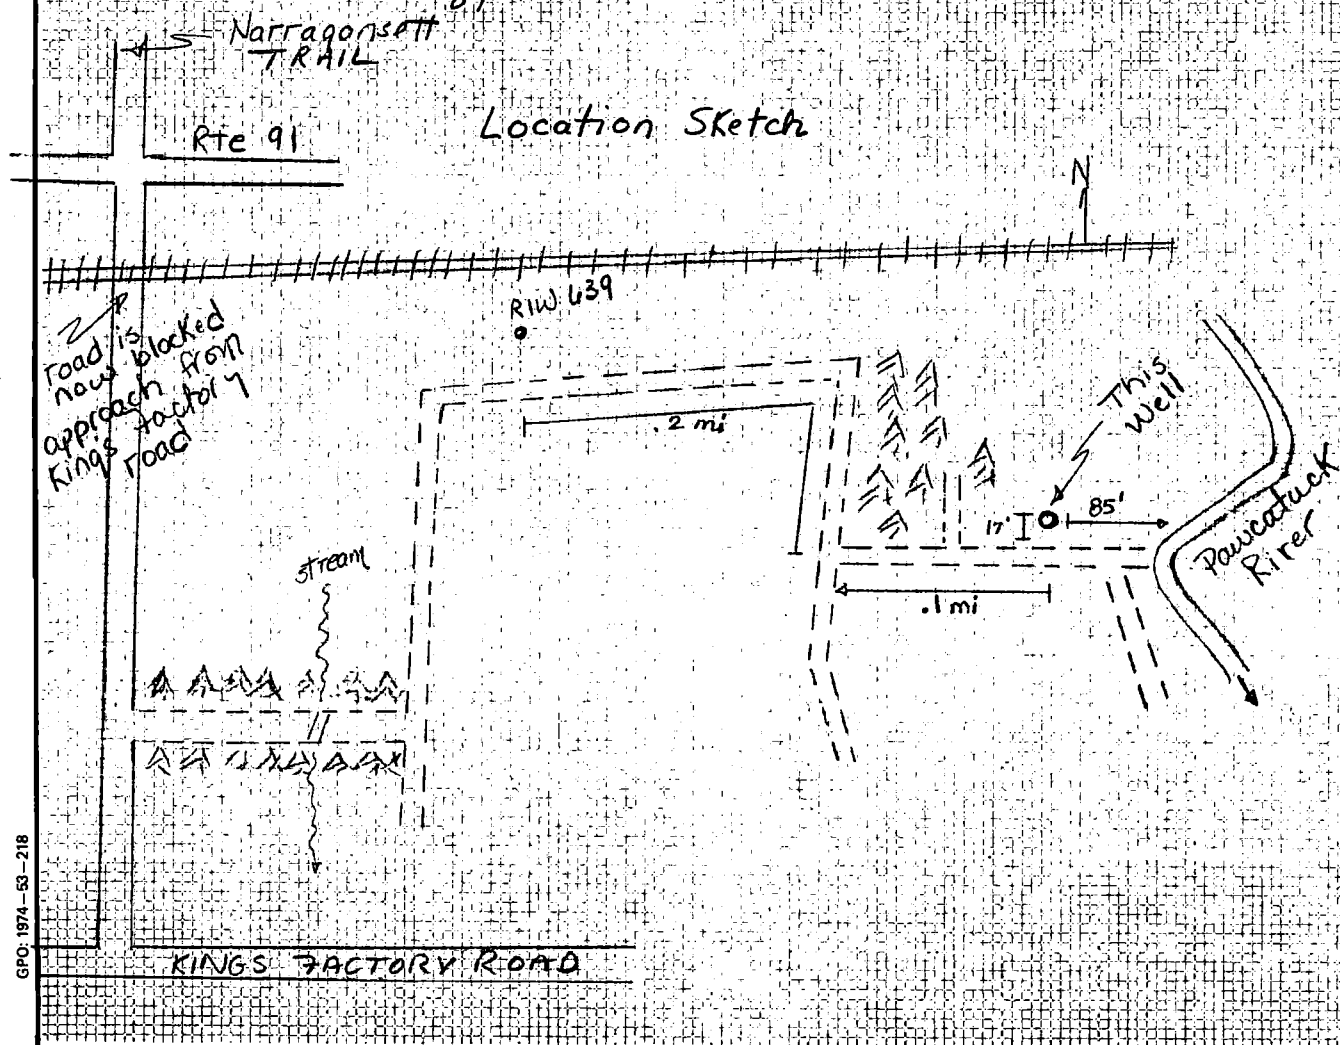 Narragansett
TRAIL
Rte 91
Location Sketch
N
RIW 639
road is
now blocked
approach from
Kings factory
road
.2 mi
This
Well
17'
85'
Pawcatuck
River
.1 mi
stream
KINGS FACTORY ROAD
GPO: 1974-53-218